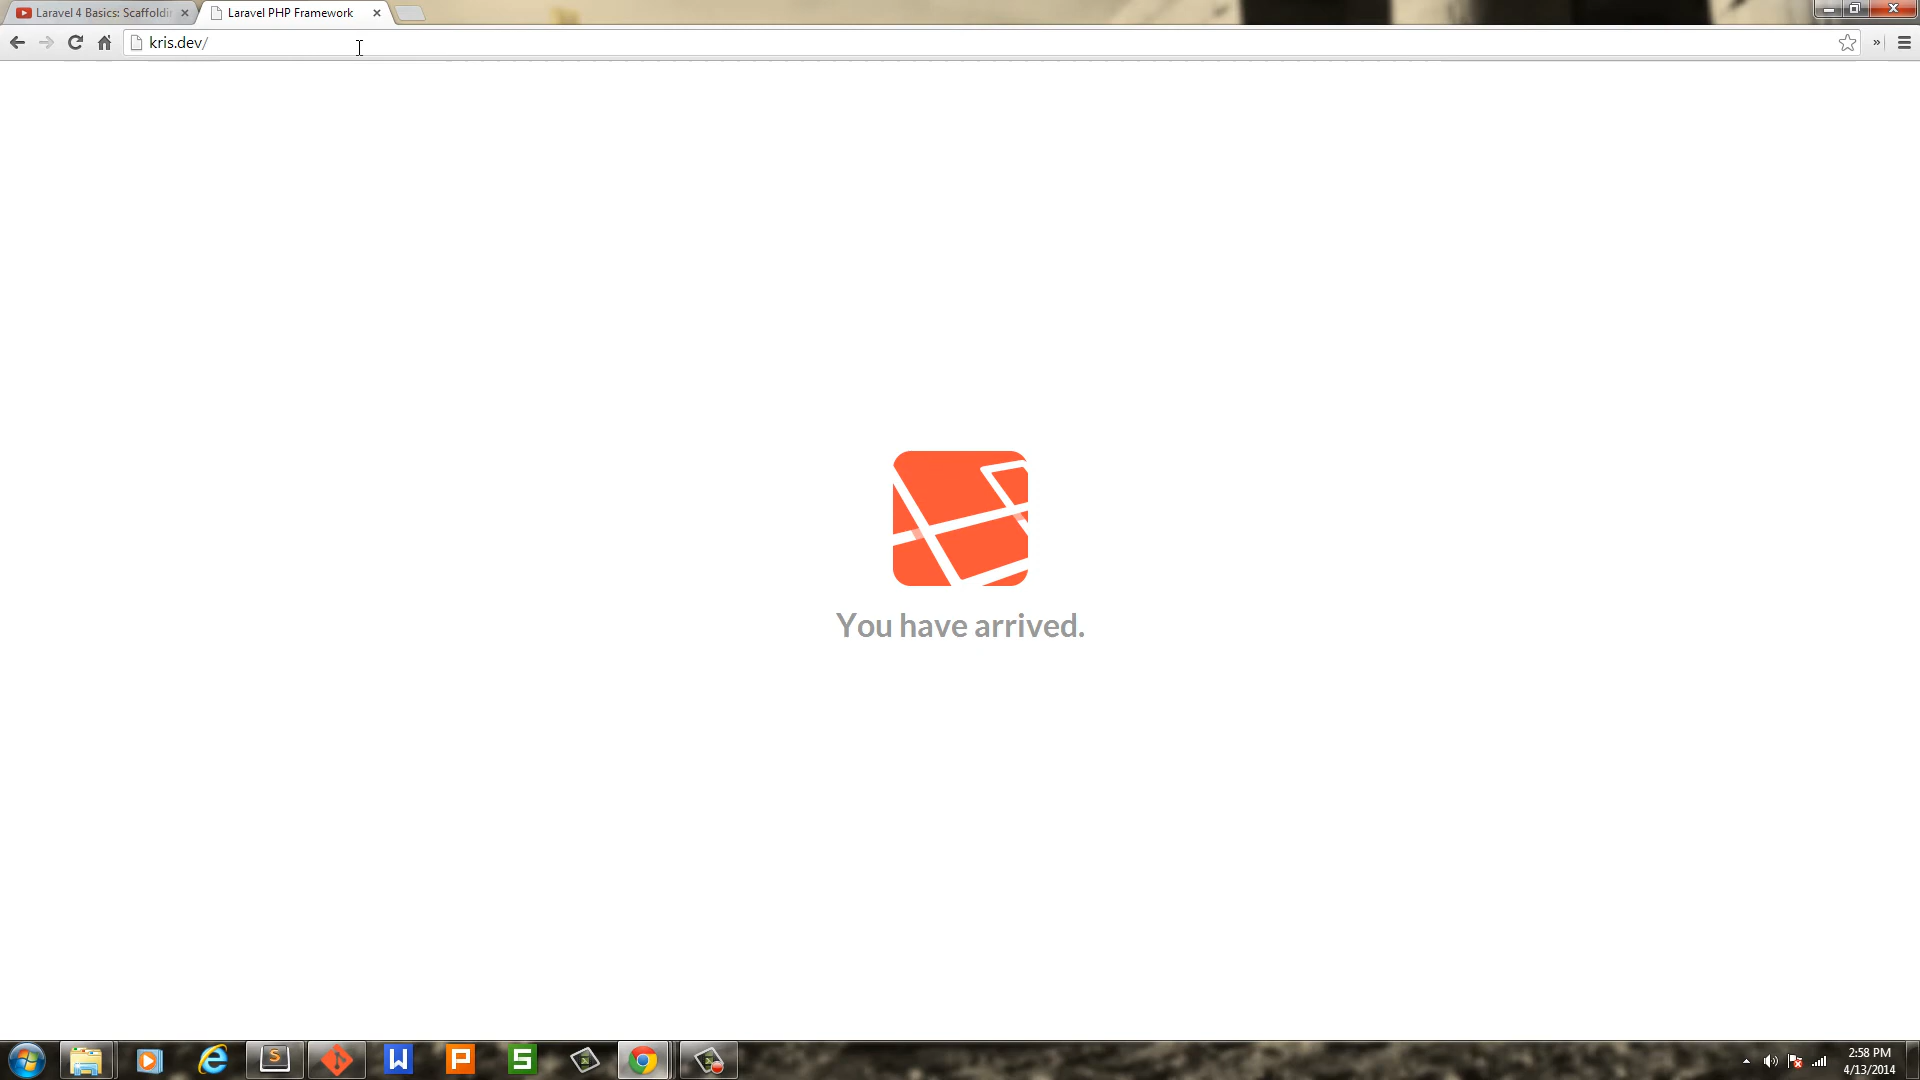 Laravel 4 Basics: Scaffoldi
Laravel PHP Framework
kris.dev/
You have arrived.
2:58 PM
4/13/2014